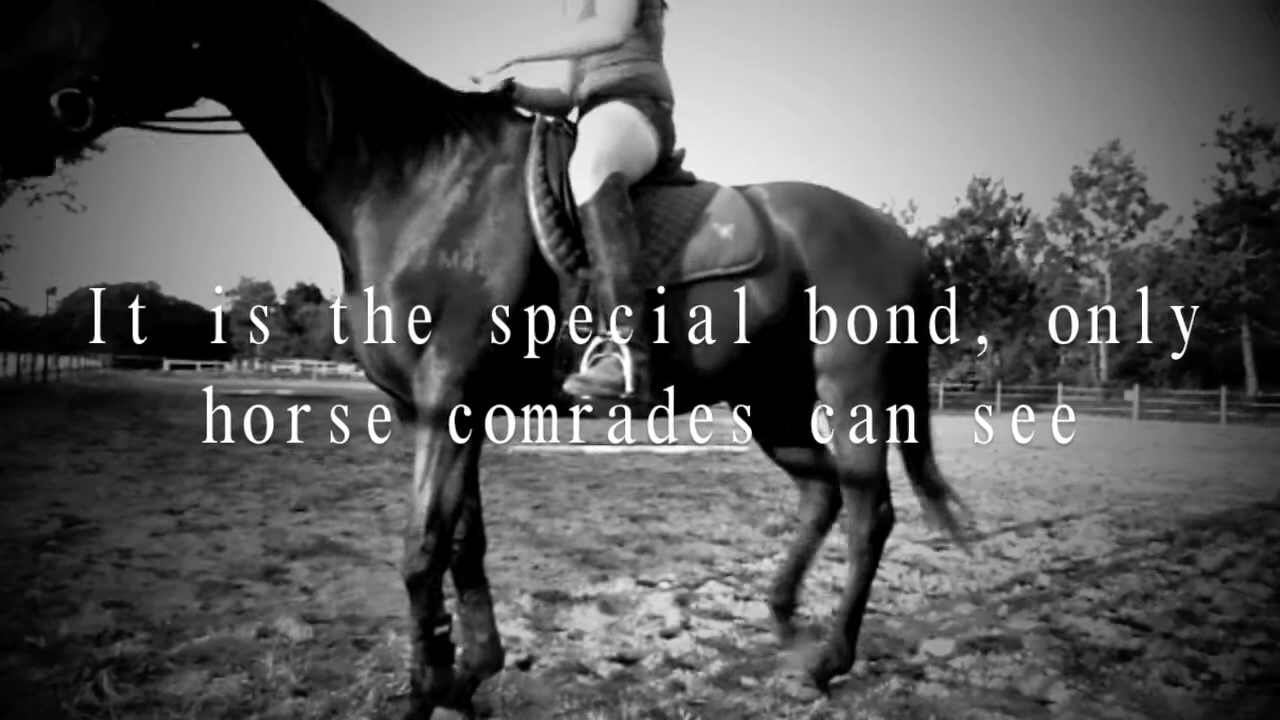 It is the special bond, only
horse comrades can see